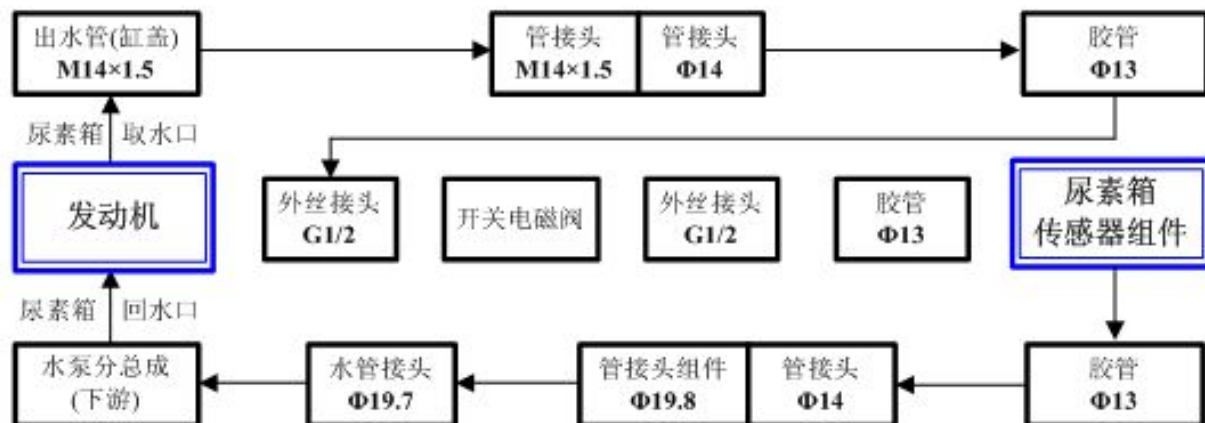 出水管(缸盖)
M14×1.5
管接头
M14×1.5
管接头
Φ14
胶管
Φ13
尿素箱 取水口
发动机
外丝接头
G1/2
开关电磁阀
外丝接头
G1/2
胶管
Φ13
尿素箱
传感器组件
尿素箱 回水口
水泵分总成
(下游)
水管接头
Φ19.7
管接头组件
Φ19.8
管接头
Φ14
胶管
Φ13